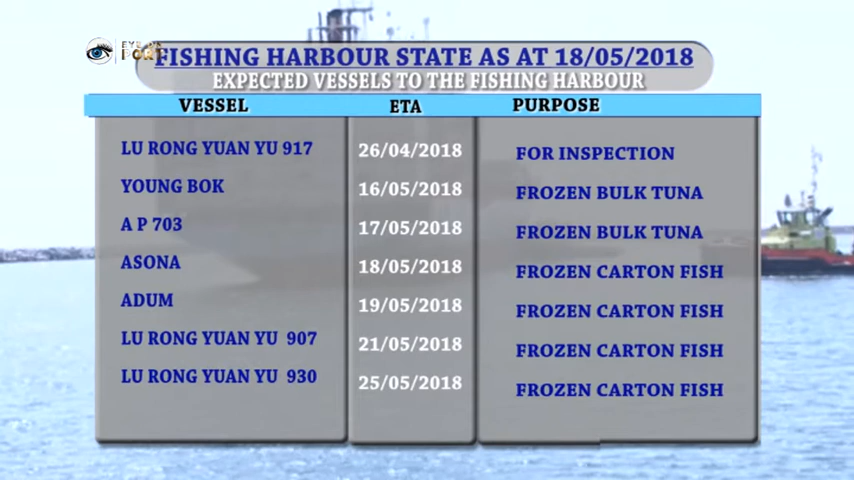 EYE ON
PORT
FISHING HARBOUR STATE AS AT 18/05/2018
EXPECTED VESSELS TO THE FISHING HARBOUR
VESSEL ETA PURPOSE
LU RONG YUAN YU 917 26/04/2018 FOR INSPECTION
YOUNG BOK 16/05/2018 FROZEN BULK TUNA
A P 703 17/05/2018 FROZEN BULK TUNA
ASONA 18/05/2018 FROZEN CARTON FISH
ADUM 19/05/2018 FROZEN CARTON FISH
LU RONG YUAN YU 907 21/05/2018 FROZEN CARTON FISH
LU RONG YUAN YU 930 25/05/2018 FROZEN CARTON FISH